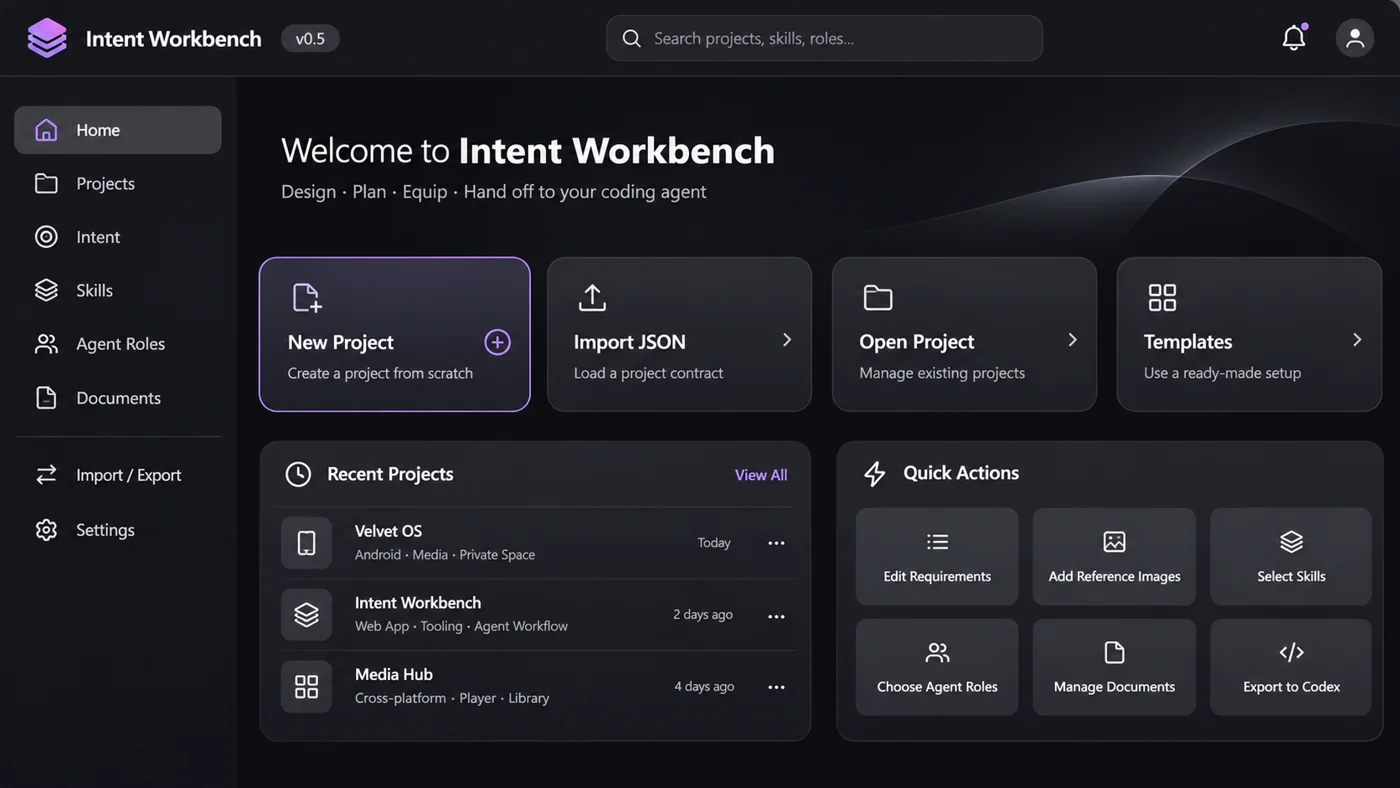 Intent Workbench
v0.5
Search projects, skills, roles...
Home
Projects
Intent
Skills
Agent Roles
Documents
Import / Export
Settings
Welcome to Intent Workbench
Design · Plan · Equip · Hand off to your coding agent
New Project
Create a project from scratch
Import JSON
Load a project contract
Open Project
Manage existing projects
Templates
Use a ready-made setup
Recent Projects
View All
Velvet OS
Android · Media · Private Space
Today
Intent Workbench
Web App · Tooling · Agent Workflow
2 days ago
Media Hub
Cross-platform · Player · Library
4 days ago
Quick Actions
Edit Requirements
Add Reference Images
Select Skills
Choose Agent Roles
Manage Documents
Export to Codex